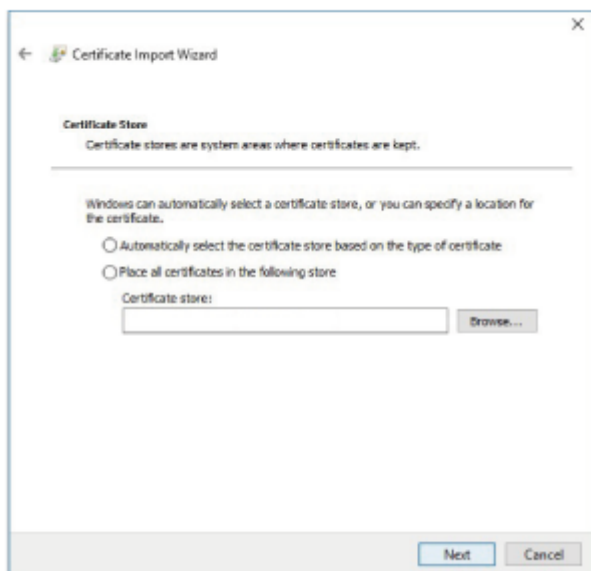 Certificate Import Wizard
Certificate Store
Certificate stores are system areas where certificates are kept.
Windows can automatically select a certificate store, or you can specify a location for
the certificate.
Automatically select the certificate store based on the type of certificate
Place all certificates in the following store
Certificate store:
Browse...
Next Cancel